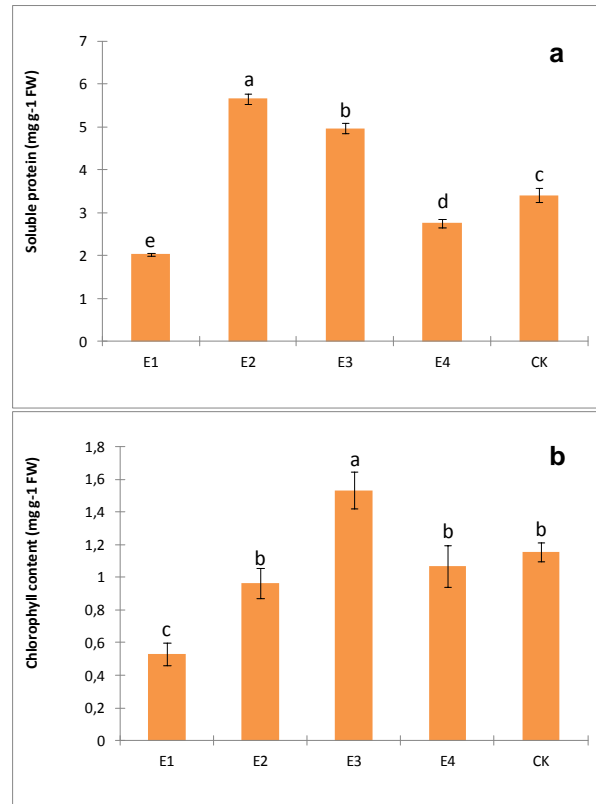 a
Soluble protein (mg g-1 FW)
7
6
5
4
3
2
1
0
e
a
b
d
c
E1 E2 E3 E4 CK
b
Chlorophyll content (mg g-1 FW)
1,8
1,6
1,4
1,2
1
0,8
0,6
0,4
0,2
0
c
b
a
b
b
E1 E2 E3 E4 CK